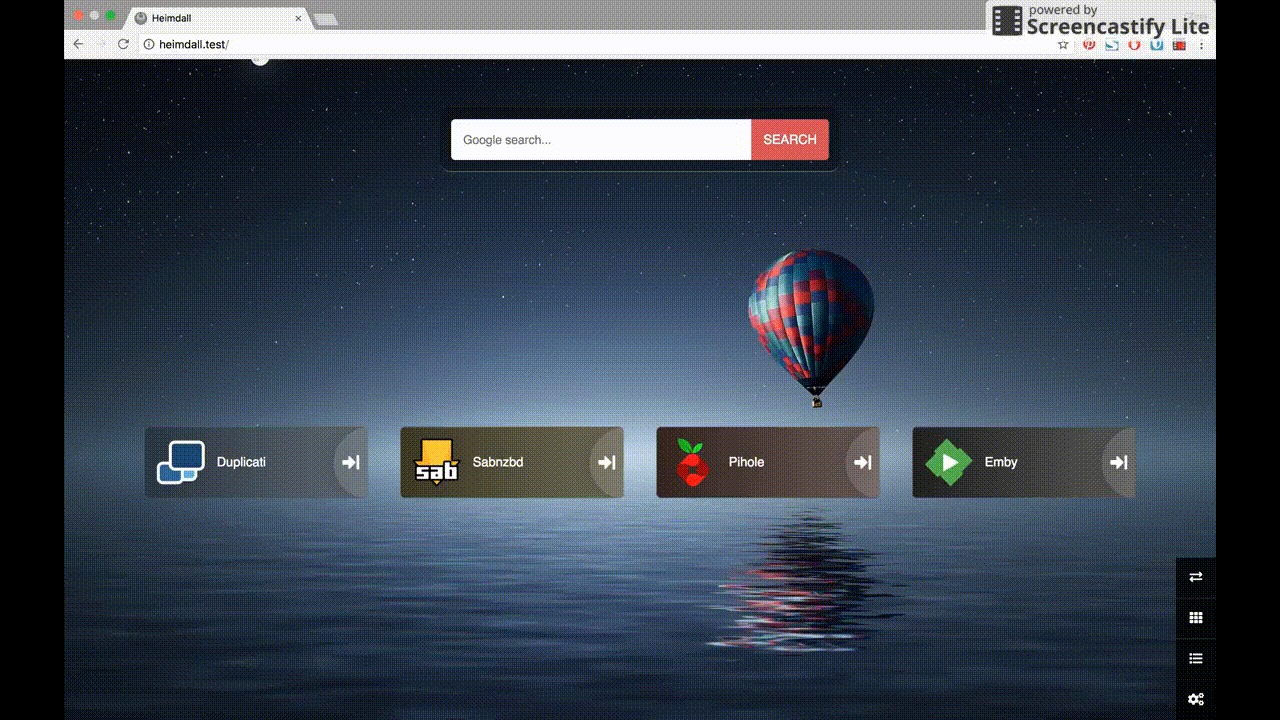 Heimdall
powered by
Screencastify Lite
heimdall.test/
Google search...
SEARCH
Duplicati
sab
Sabnzbd
Pihole
Emby